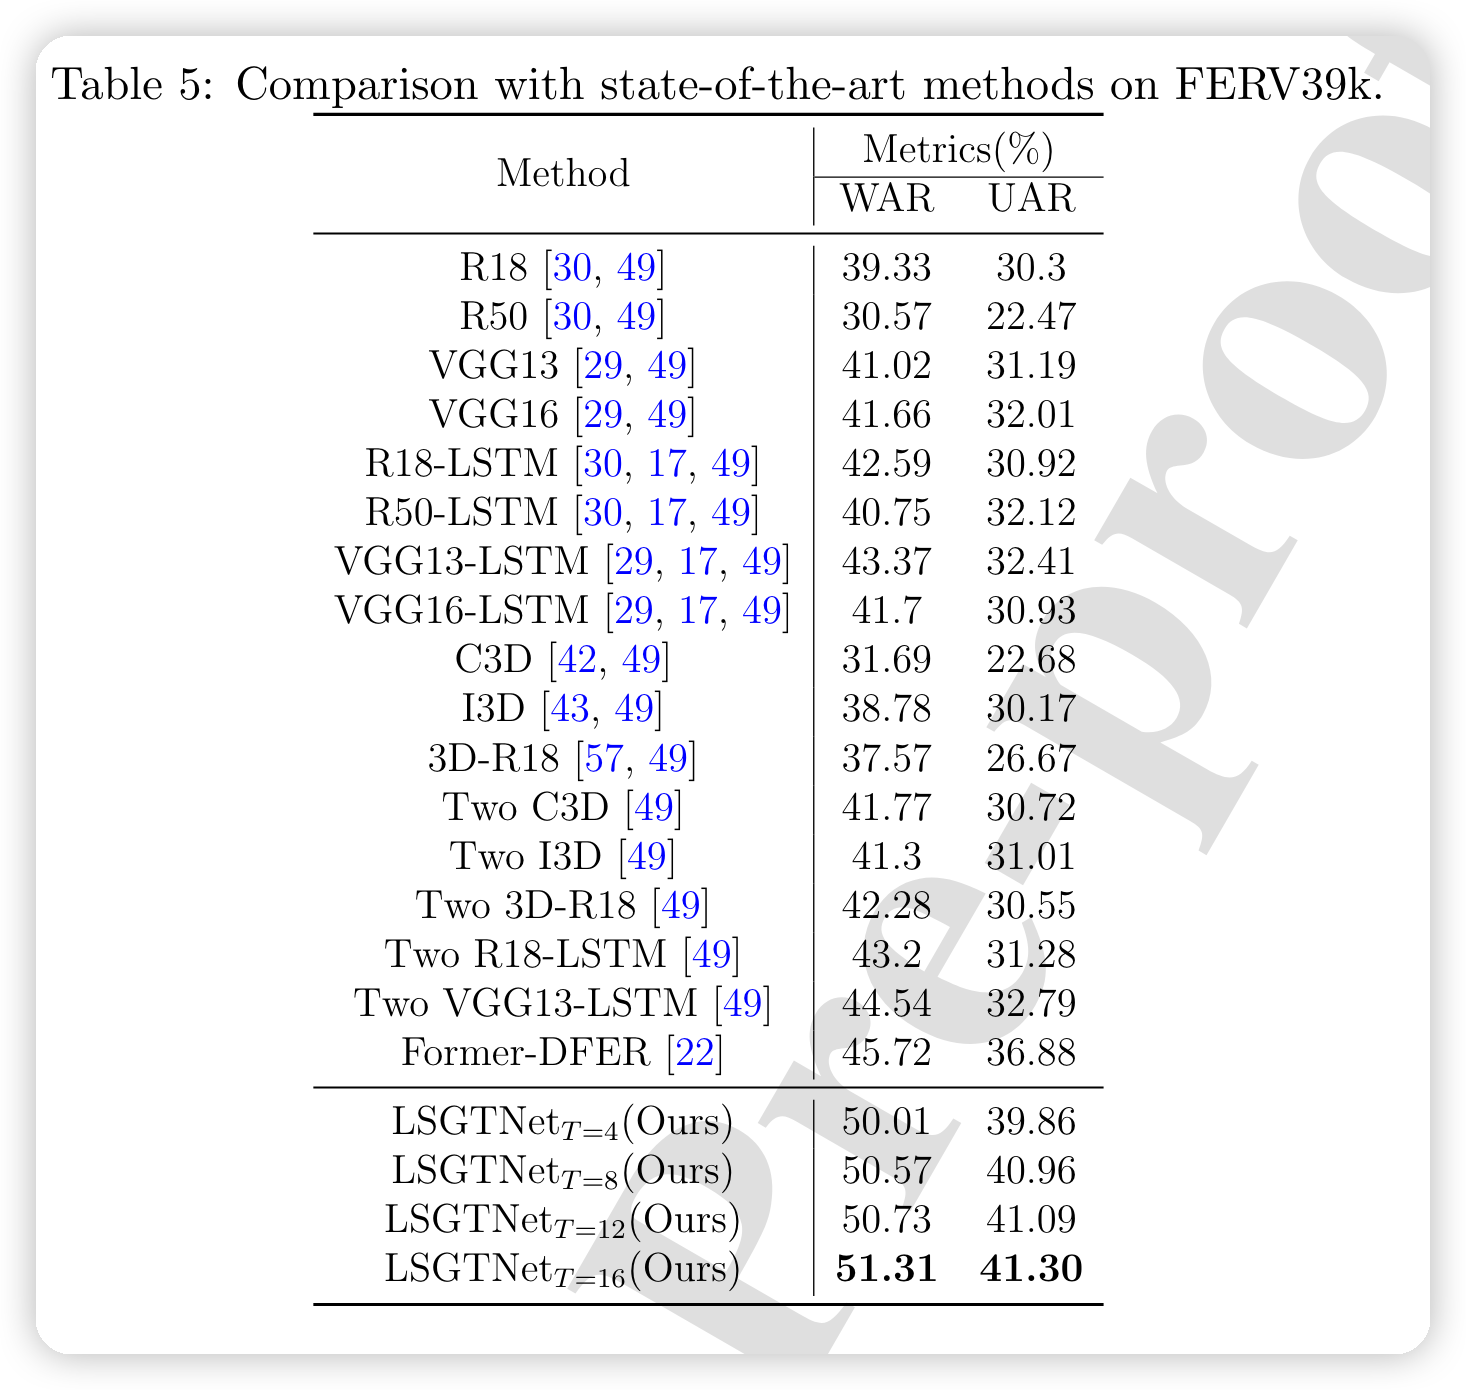 Table 5: Comparison with state-of-the-art methods on FERV39k.
Method Metrics(%)
WAR UAR
R18 [30, 49] 39.33 30.3
R50 [30, 49] 30.57 22.47
VGG13 [29, 49] 41.02 31.19
VGG16 [29, 49] 41.66 32.01
R18-LSTM [30, 17, 49] 42.59 30.92
R50-LSTM [30, 17, 49] 40.75 32.12
VGG13-LSTM [29, 17, 49] 43.37 32.41
VGG16-LSTM [29, 17, 49] 41.7 30.93
C3D [42, 49] 31.69 22.68
I3D [43, 49] 38.78 30.17
3D-R18 [57, 49] 37.57 26.67
Two C3D [49] 41.77 30.72
Two I3D [49] 41.3 31.01
Two 3D-R18 [49] 42.28 30.55
Two R18-LSTM [49] 43.2 31.28
Two VGG13-LSTM [49] 44.54 32.79
Former-DFER [22] 45.72 36.88
LSGTNet_{T=4}(Ours) 50.01 39.86
LSGTNet_{T=8}(Ours) 50.57 40.96
LSGTNet_{T=12}(Ours) 50.73 41.09
LSGTNet_{T=16}(Ours) 51.31 41.30
Pre-proo